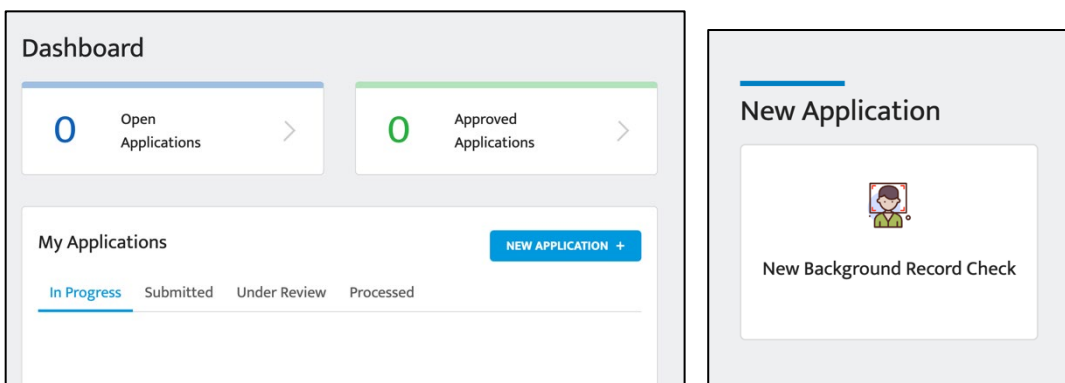 Dashboard
0
Open
Applications
0
Approved
Applications
My Applications
NEW APPLICATION +
In Progress Submitted Under Review Processed
New Application
New Background Record Check